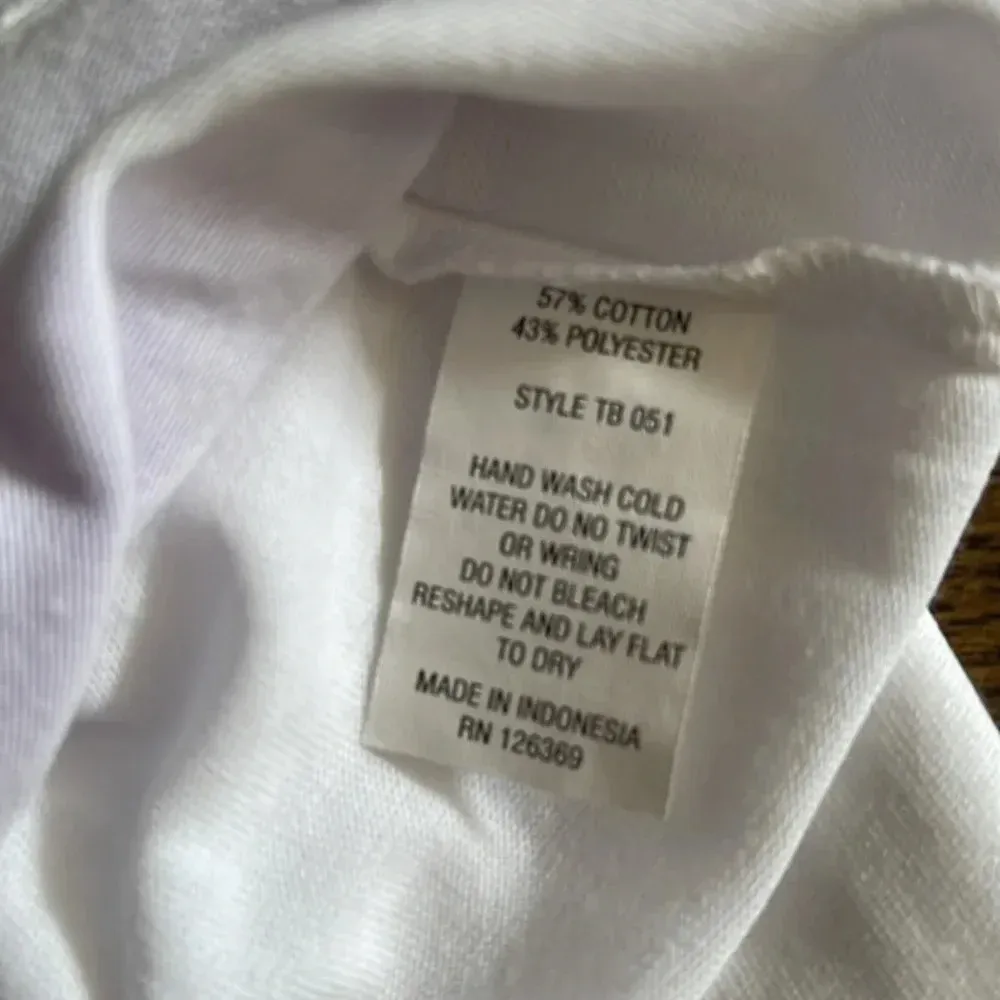 57% COTTON
43% POLYESTER
STYLE TB 051
HAND WASH COLD
WATER DO NO TWIST
OR WRING
DO NOT BLEACH
RESHAPE AND LAY FLAT
TO DRY
MADE IN INDONESIA
RN 126369